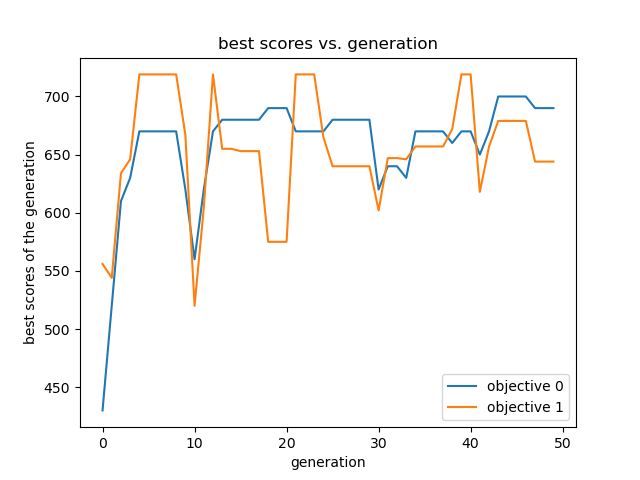 best scores vs. generation
best scores of the generation
700
650
600
550
500
450
0
10
20
30
40
50
generation
objective 0
objective 1